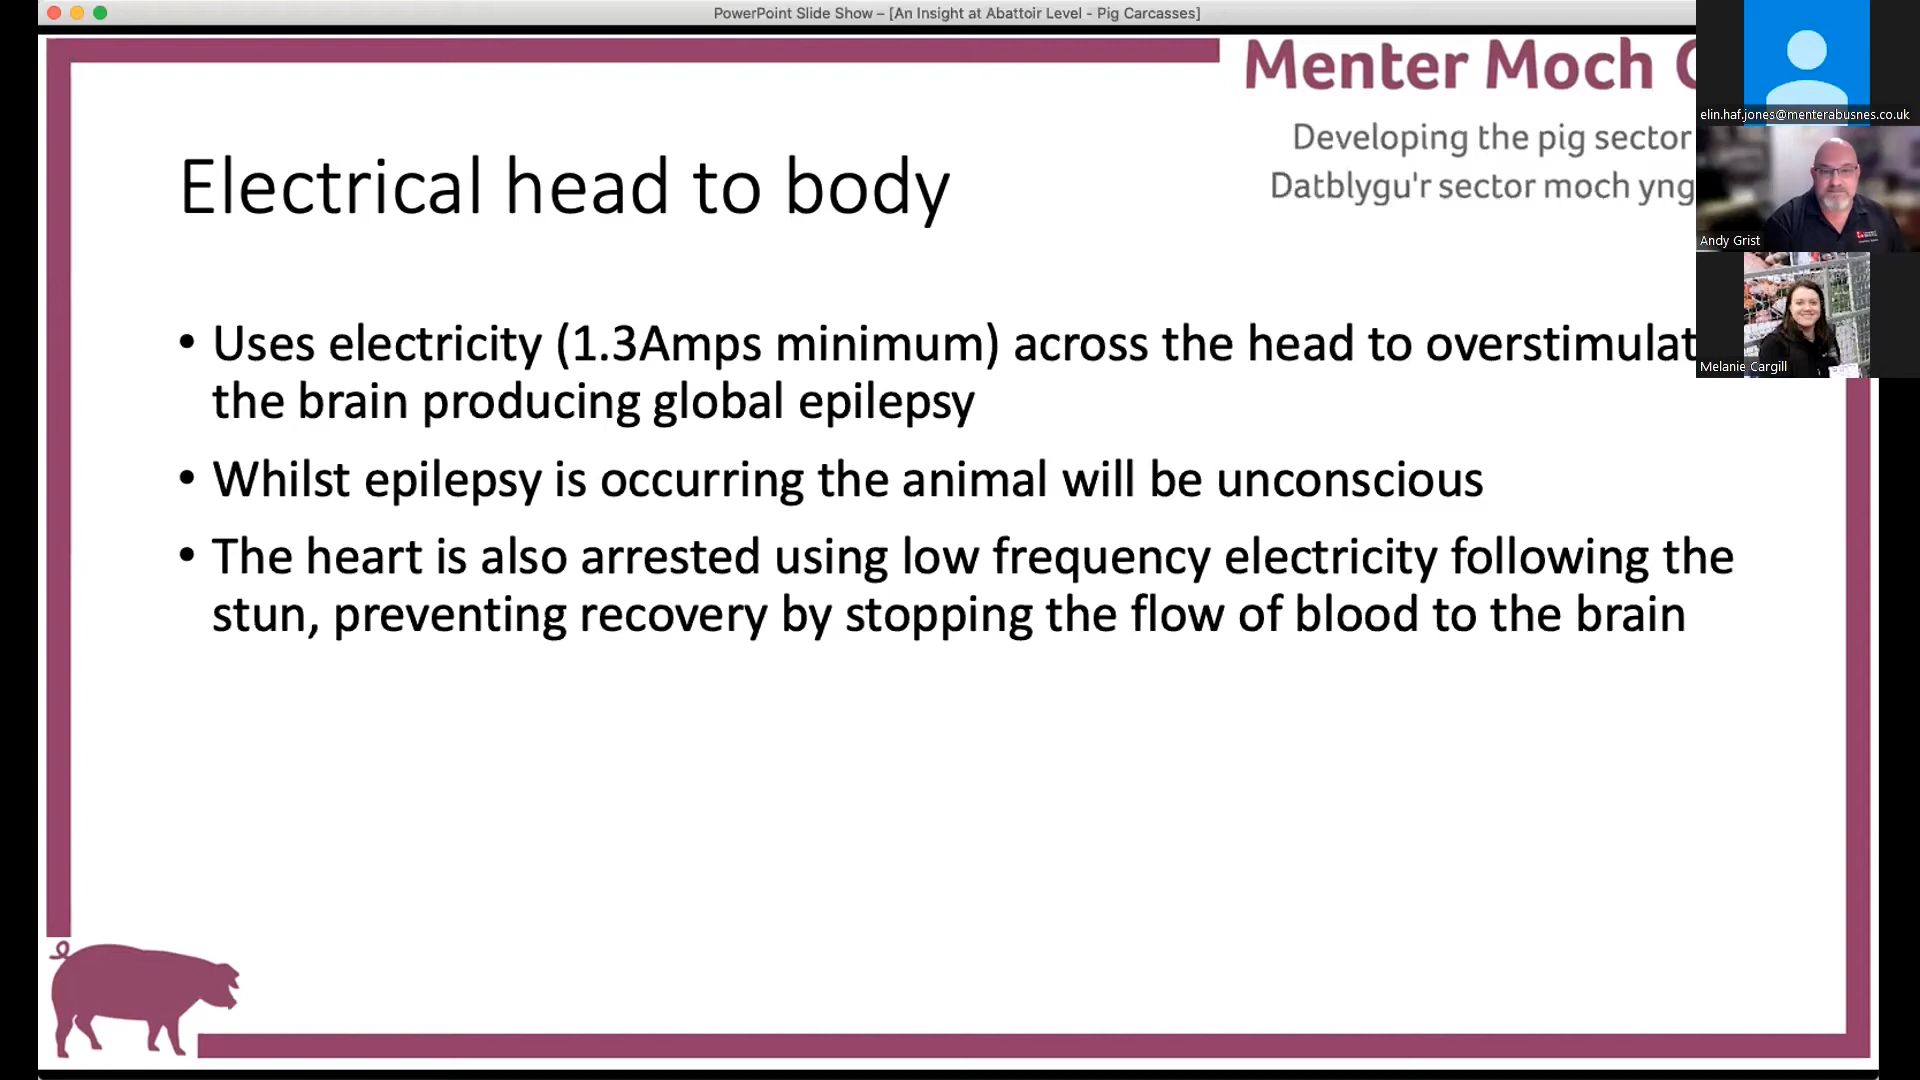 PowerPoint Slide Show – [An Insight at Abattoir Level - Pig Carcasses]
Menter Moch
Developing the pig sector
Datblygu'r sector moch yng
elin.haf.jones@menterabusnes.co.uk
Andy Grist
Melanie Cargill
Electrical head to body
• Uses electricity (1.3Amps minimum) across the head to overstimulat
the brain producing global epilepsy
• Whilst epilepsy is occurring the animal will be unconscious
• The heart is also arrested using low frequency electricity following the
stun, preventing recovery by stopping the flow of blood to the brain